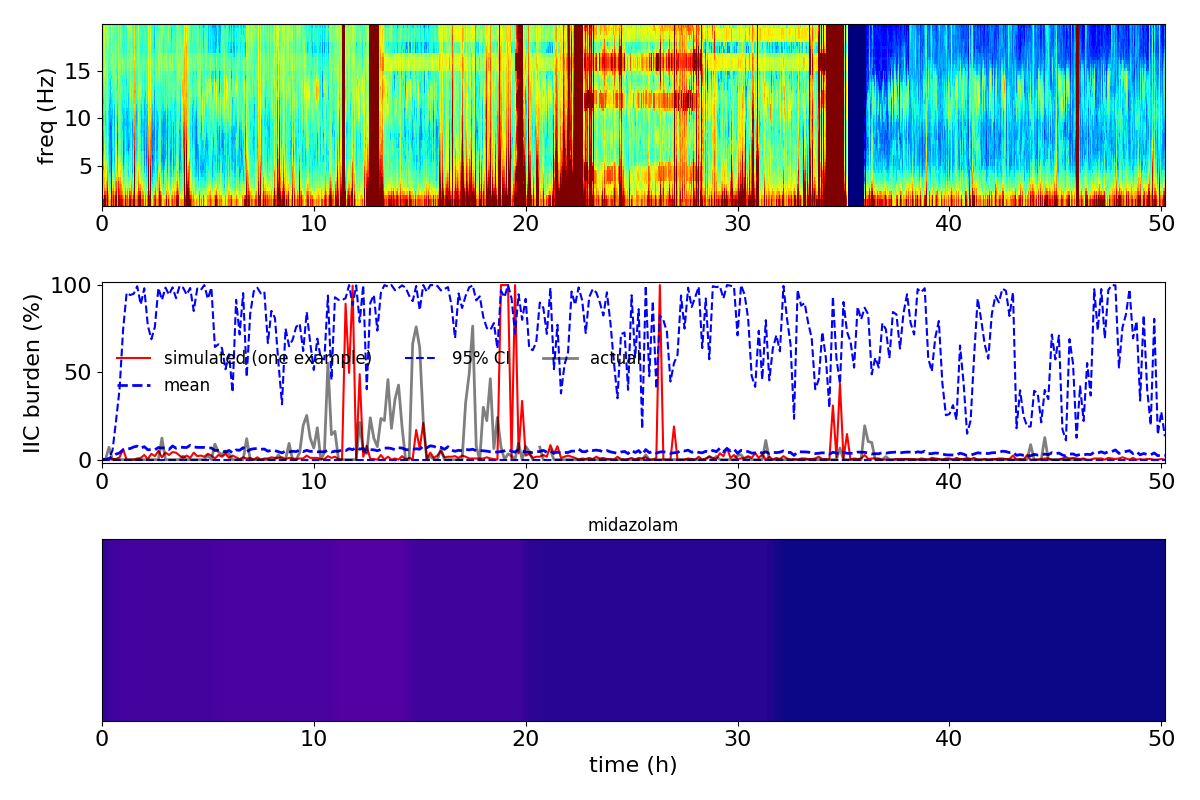 freq (Hz)
15
10
5
0 10 20 30 40 50
IIC burden (%)
100
50
0
simulated (one example) 95% CI actual
mean
0 10 20 30 40 50
midazolam
0 10 20 30 40 50
time (h)